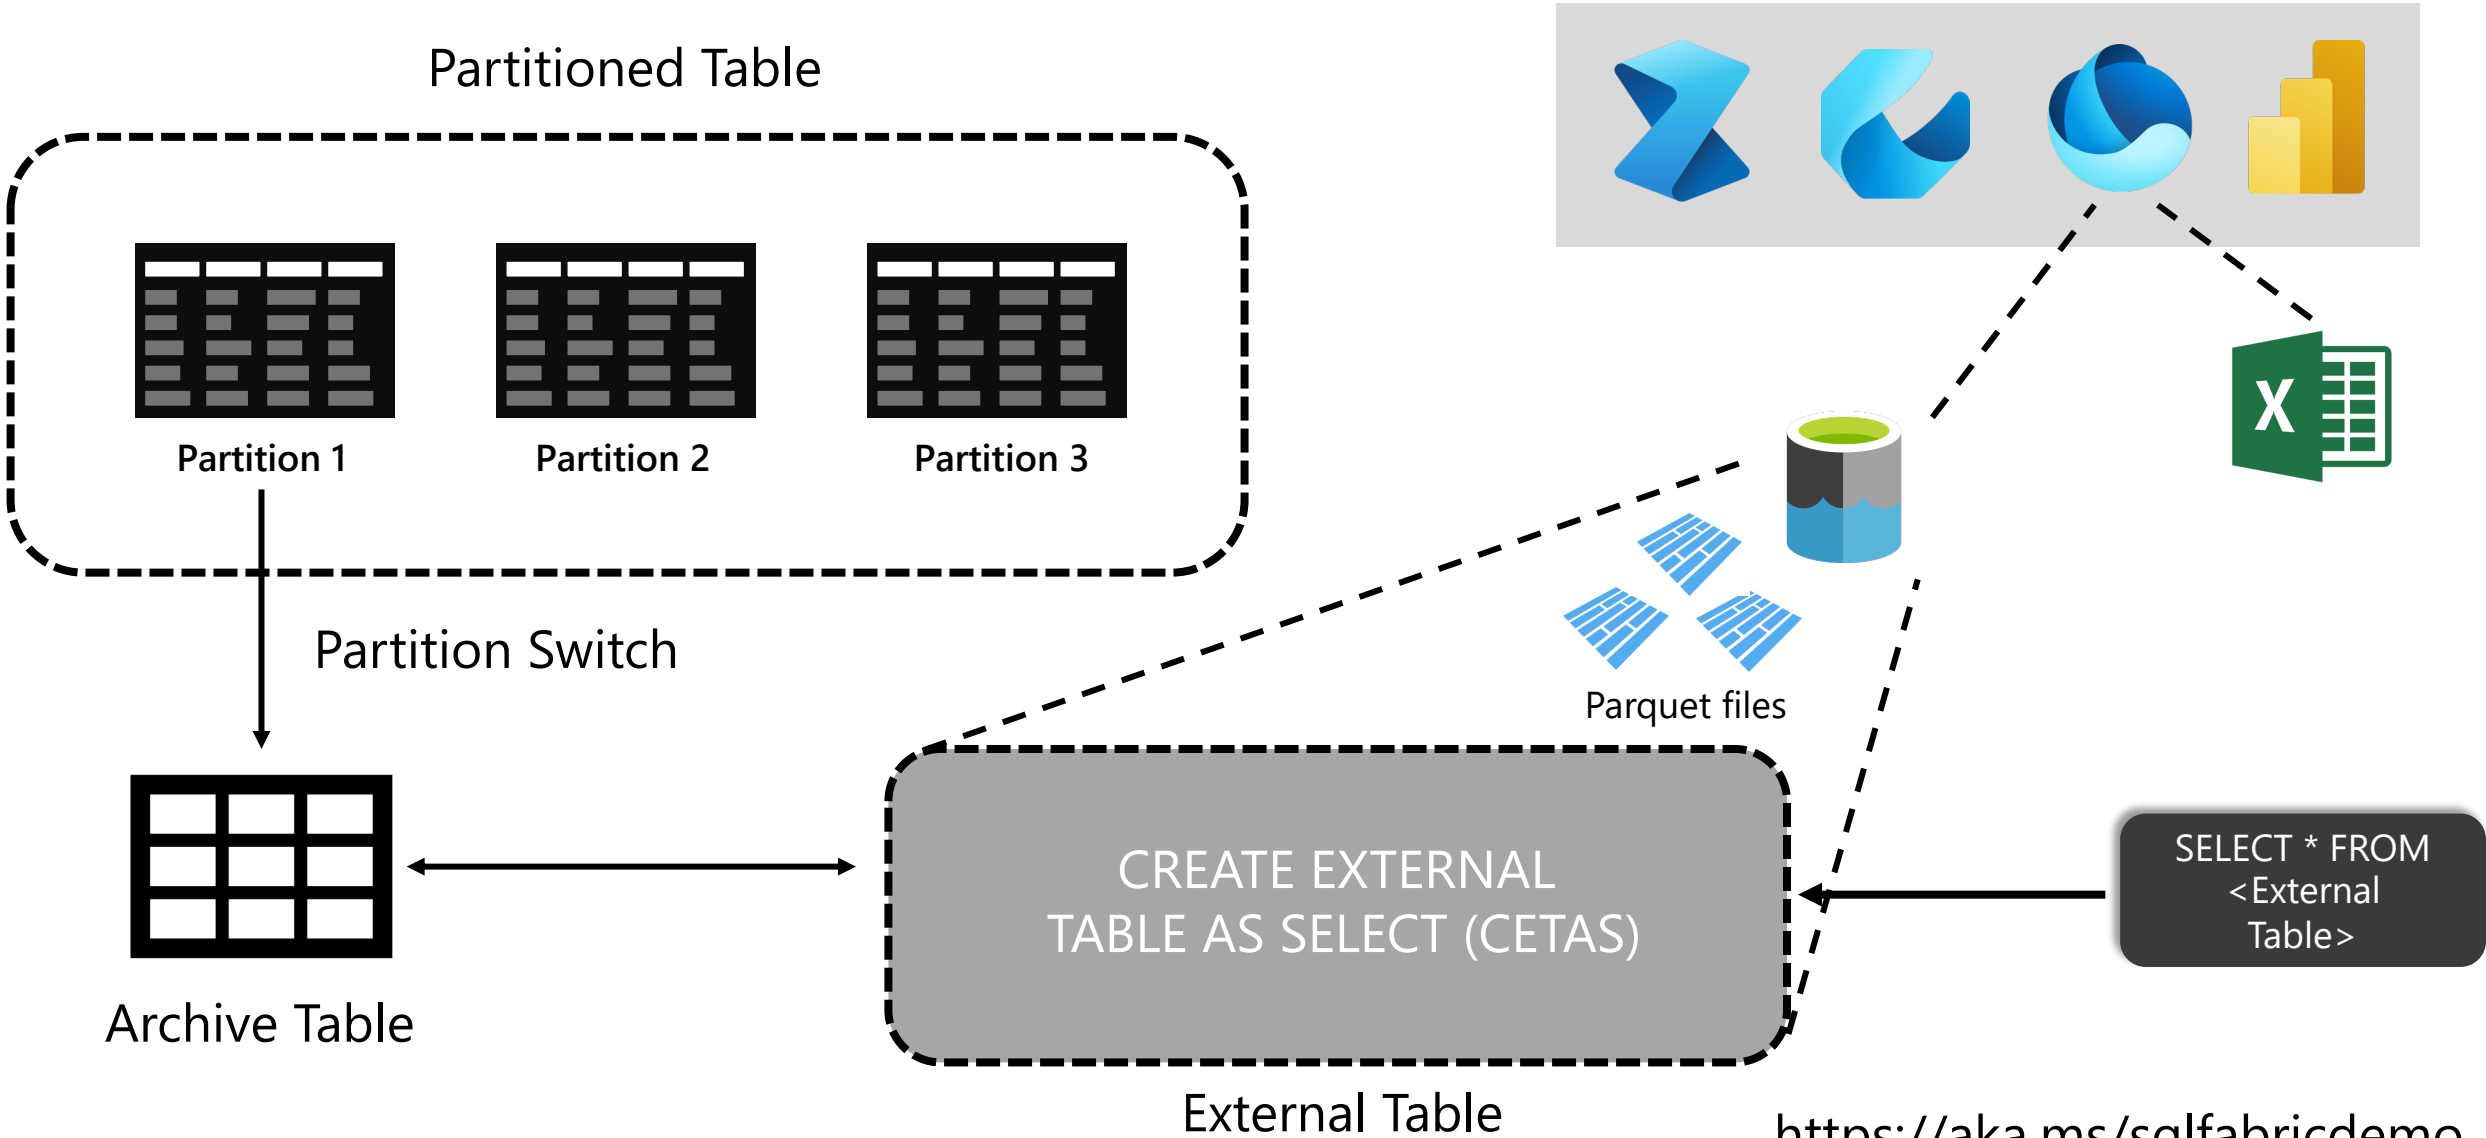 Partitioned Table
Partition 1
Partition 2
Partition 3
Partition Switch
X
Parquet files
CREATE EXTERNAL
TABLE AS SELECT (CETAS)
SELECT * FROM
<External
Table>
Archive Table
External Table
https://aka.ms/sqlfabricdemo